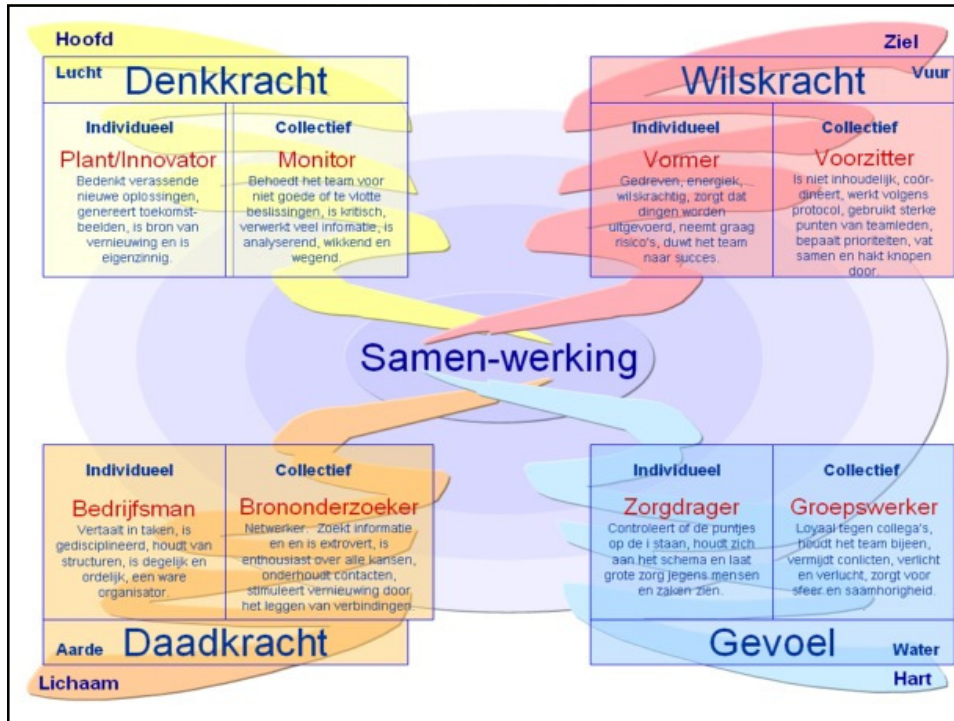 Hoofd
Lucht
Denkkracht
Individueel
Plant/Innovator
Bedenkt verassende
nieuwe oplossingen,
genereert toekomst-
beelden, is bron van
vernieuwing en is
eigenzinnig.
Collectief
Monitor
Behoedt het team voor
niet goede of te vlotte
beslissingen, is kritisch,
verwerkt veel infomatie, is
analyserend, wikkend en
wegend.
Ziel
Wilskracht
Vuur
Individueel
Vormer
Gedreven, energiek,
wilskrachtig, zorgt dat
dingen worden
uitgevoerd, neemt graag
risico's, duwt het team
naar succes.
Collectief
Voorzitter
Is niet inhoudelijk, coör-
dineert, werkt volgens
protocol, gebruikt sterke
punten van teamleden,
bepaalt prioriteiten, vat
samen en hakt knopen
door.
Samen-werking
Individueel
Bedrijfsman
Vertaalt in taken, is
gedisciplineerd, houdt van
structuren, is degelijk en
ordelijk, een ware
organisator.
Collectief
Brononderzoeker
Netwerker. Zoekt informatie
en en is extrovert, is
enthousiast over alle kansen,
onderhoudt contacten,
stimuleert vernieuwing door
het leggen van verbindingen.
Aarde
Daadkracht
Lichaam
Individueel
Zorgdrager
Controleert of de puntjes
op de i staan, houdt zich
aan het schema en laat
grote zorg jegens mensen
en zaken zien.
Collectief
Groepswerker
Loyaal tegen collega's,
houdt het team bijeen,
vermijdt conlicten, verlicht
en verlucht, zorgt voor
sfeer en saamhorigheid.
Gevoel
Water
Hart